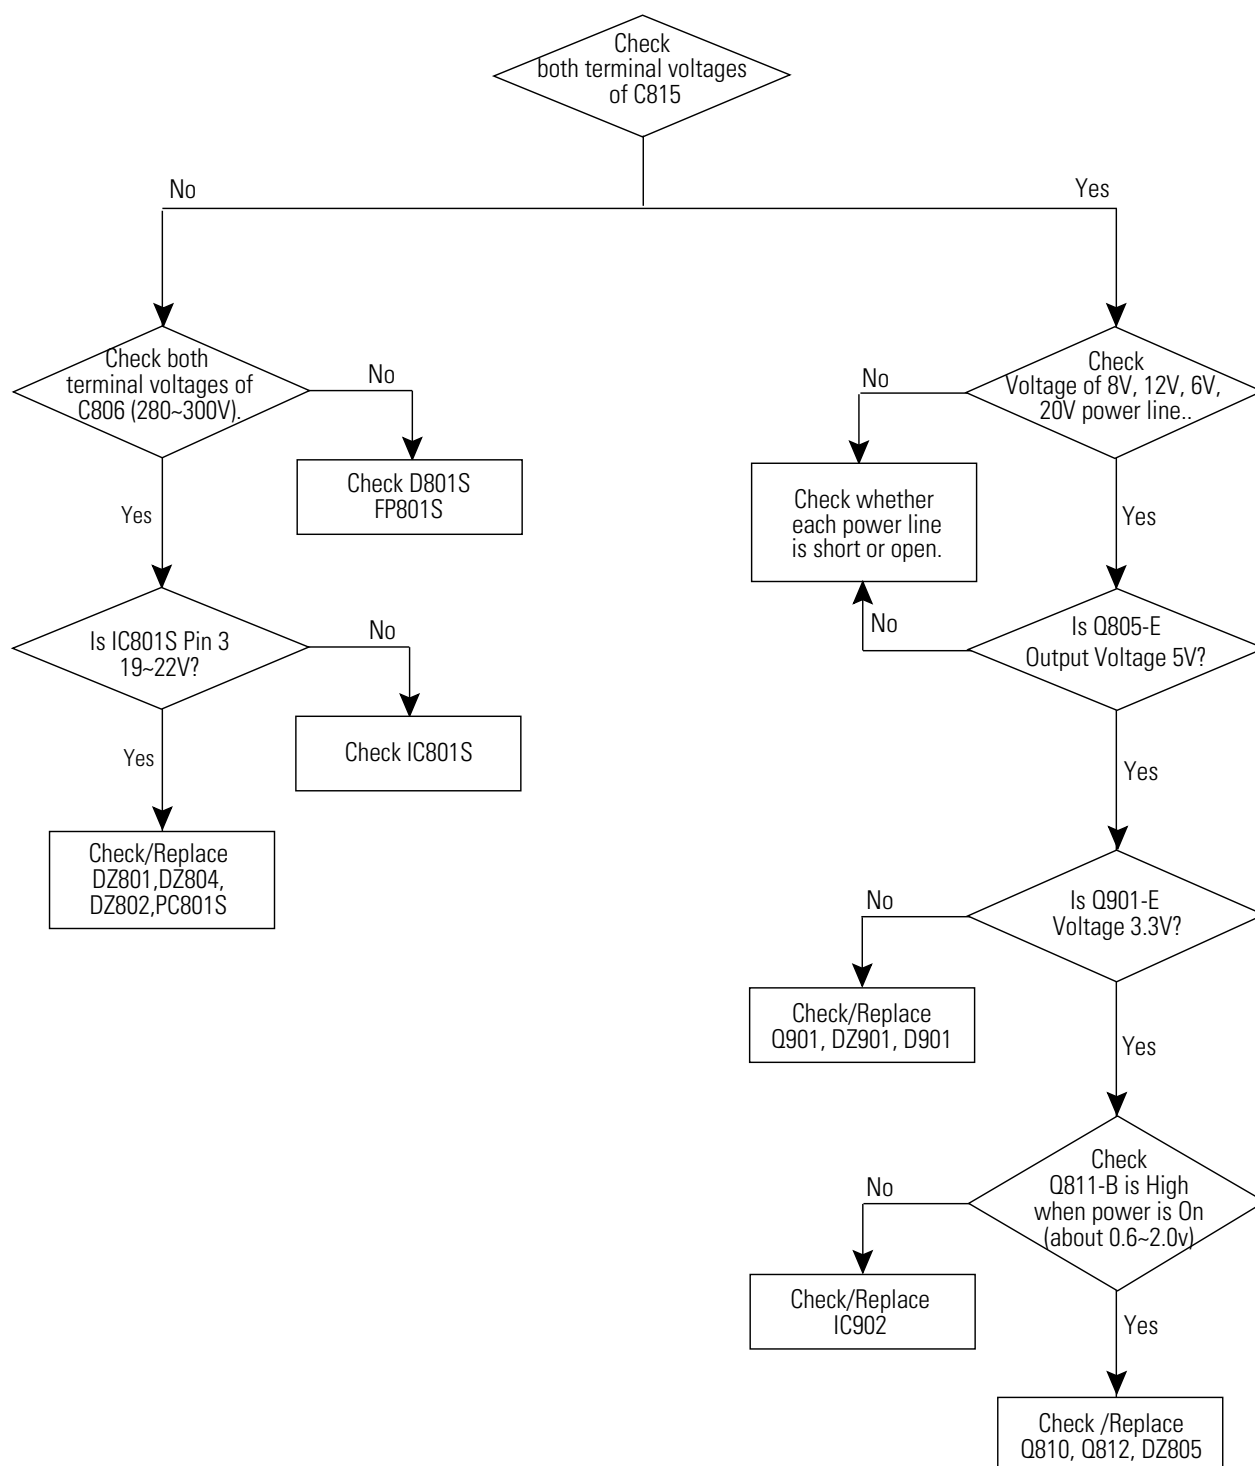 Check
both terminal voltages
of C815
No
Yes
Check both
terminal voltages of
C806 (280~300V).
No
Check D801S
FP801S
Yes
Is IC801S Pin 3
19~22V?
No
Check IC801S
Yes
Check/Replace
DZ801,DZ804,
DZ802,PC801S
Check
Voltage of 8V, 12V, 6V,
20V power line..
No
Check whether
each power line
is short or open.
Yes
Is Q805-E
Output Voltage 5V?
No
Yes
Is Q901-E
Voltage 3.3V?
No
Check/Replace
Q901, DZ901, D901
Yes
Check
Q811-B is High
when power is On
(about 0.6~2.0v)
No
Check/Replace
IC902
Yes
Check /Replace
Q810, Q812, DZ805